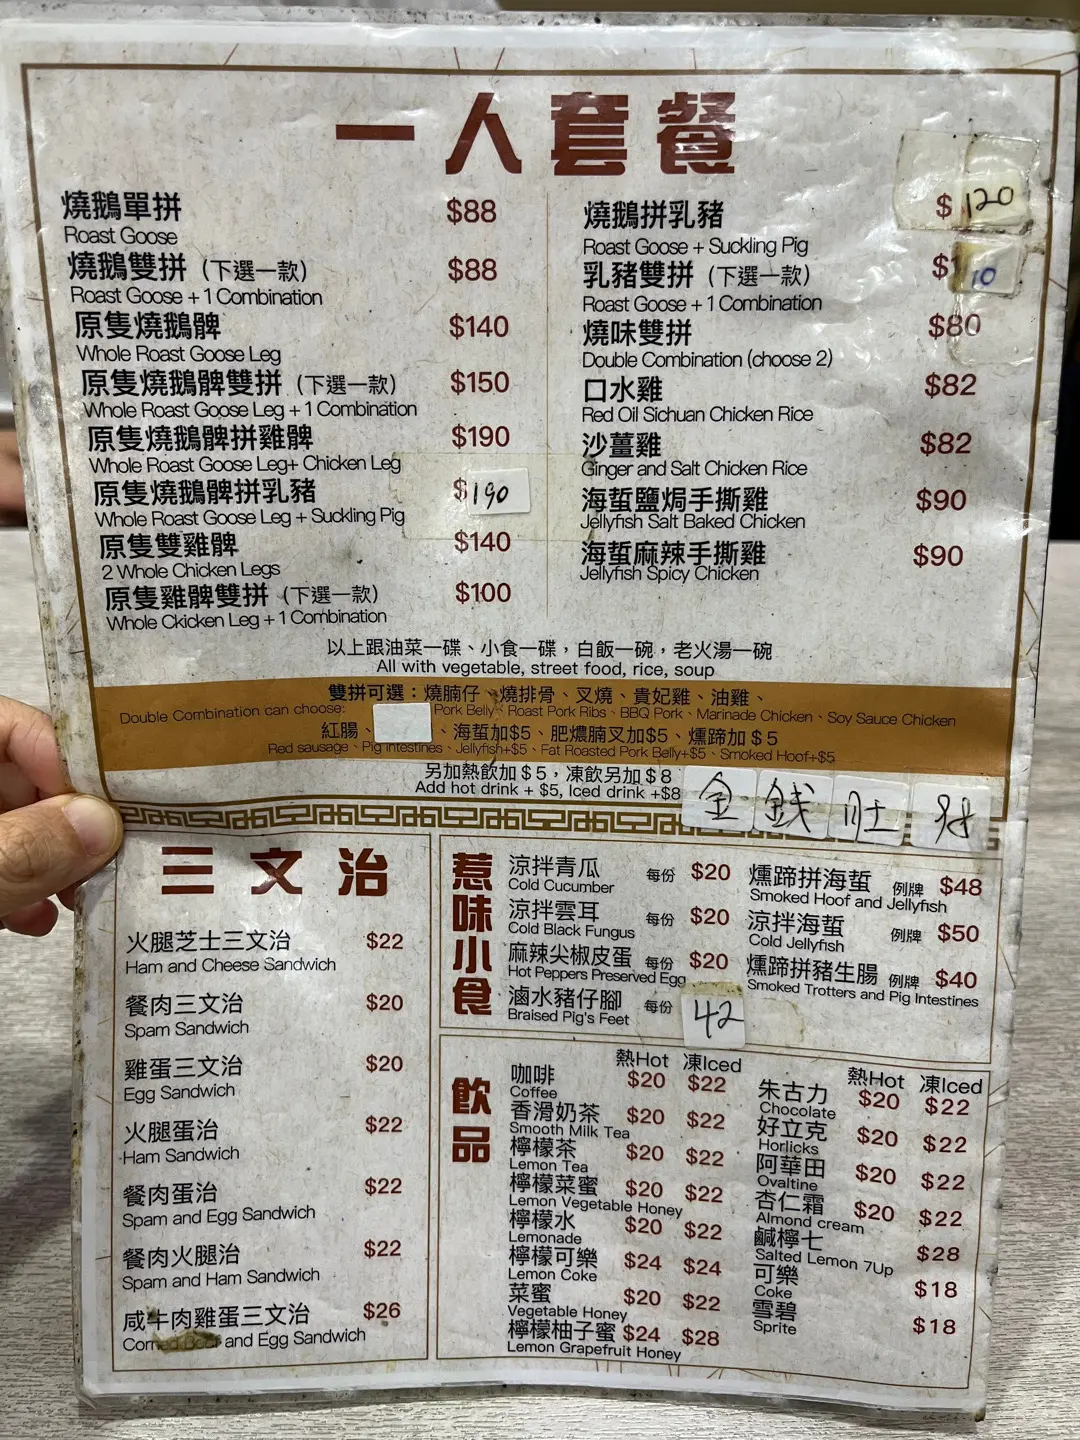 一人套餐
燒鵝單拼 $88
Roast Goose
燒鵝雙拼 (下選一款) $88
Roast Goose + 1 Combination
原隻燒鵝髀 $140
Whole Roast Goose Leg
原隻燒鵝髀雙拼 (下選一款) $150
Whole Roast Goose Leg + 1 Combination
原隻燒鵝髀拼雞髀 $190
Whole Roast Goose Leg+ Chicken Leg
原隻燒鵝髀拼乳豬 $190
Whole Roast Goose Leg + Suckling Pig
原隻雙雞髀 $140
2 Whole Chicken Legs
原隻雞髀雙拼 (下選一款) $100
Whole Ckicken Leg + 1 Combination
燒鵝拼乳豬 $120
Roast Goose + Suckling Pig
乳豬雙拼 (下選一款) $110
Roast Goose + 1 Combination
燒味雙拼 $80
Double Combination (choose 2)
口水雞 $82
Red Oil Sichuan Chicken Rice
沙薑雞 $82
Ginger and Salt Chicken Rice
海蜇鹽焗手撕雞 $90
Jellyfish Salt Baked Chicken
海蜇麻辣手撕雞 $90
Jellyfish Spicy Chicken
以上跟油菜一碟、小食一碟，白飯一碗，老火湯一碗
All with vegetable, street food, rice, soup
雙拼可選：燒腩仔、燒排骨、叉燒、貴妃雞、油雞、
Double Combination can choose: Pork Belly、Roast Pork Ribs、BBQ Pork、Marinade Chicken、Soy Sauce Chicken
紅腸、 、海蜇加$5、肥燶腩叉加$5、燻蹄加$5
Red sausage、Pig Intestines、Jellyfish+$5、Fat Roasted Pork Belly+$5、Smoked Hoof+$5
另加熱飲加$5，凍飲另加$8
Add hot drink + $5, Iced drink +$8
金 錢 肚 98
三文治
火腿芝士三文治 $22
Ham and Cheese Sandwich
餐肉三文治 $20
Spam Sandwich
雞蛋三文治 $20
Egg Sandwich
火腿蛋治 $22
Ham Sandwich
餐肉蛋治 $22
Spam and Egg Sandwich
餐肉火腿治 $22
Spam and Ham Sandwich
咸牛肉雞蛋三文治 $26
Corned Beef and Egg Sandwich
惹味小食
涼拌青瓜 每份 $20
Cold Cucumber
涼拌雲耳 每份 $20
Cold Black Fungus
麻辣尖椒皮蛋 每份 $20
Hot Peppers Preserved Egg
滷水豬仔腳 每份 42
Braised Pig's Feet
燻蹄拼海蜇 例牌 $48
Smoked Hoof and Jellyfish
涼拌海蜇 例牌 $50
Cold Jellyfish
燻蹄拼豬生腸 例牌 $40
Smoked Trotters and Pig Intestines
飲品
熱Hot 凍Iced
咖啡 $20 $22
Coffee
香滑奶茶 $20 $22
Smooth Milk Tea
檸檬茶 $20 $22
Lemon Tea
檸檬菜蜜 $20 $22
Lemon Vegetable Honey
檸檬水 $20 $22
Lemonade
檸檬可樂 $24 $24
Lemon Coke
菜蜜 $20 $22
Vegetable Honey
檸檬柚子蜜 $24 $28
Lemon Grapefruit Honey
熱Hot 凍Iced
朱古力 $20 $22
Chocolate
好立克 $20 $22
Horlicks
阿華田 $20 $22
Ovaltine
杏仁霜 $20 $22
Almond cream
鹹檸七 $28
Salted Lemon 7Up
可樂 $18
Coke
雪碧 $18
Sprite